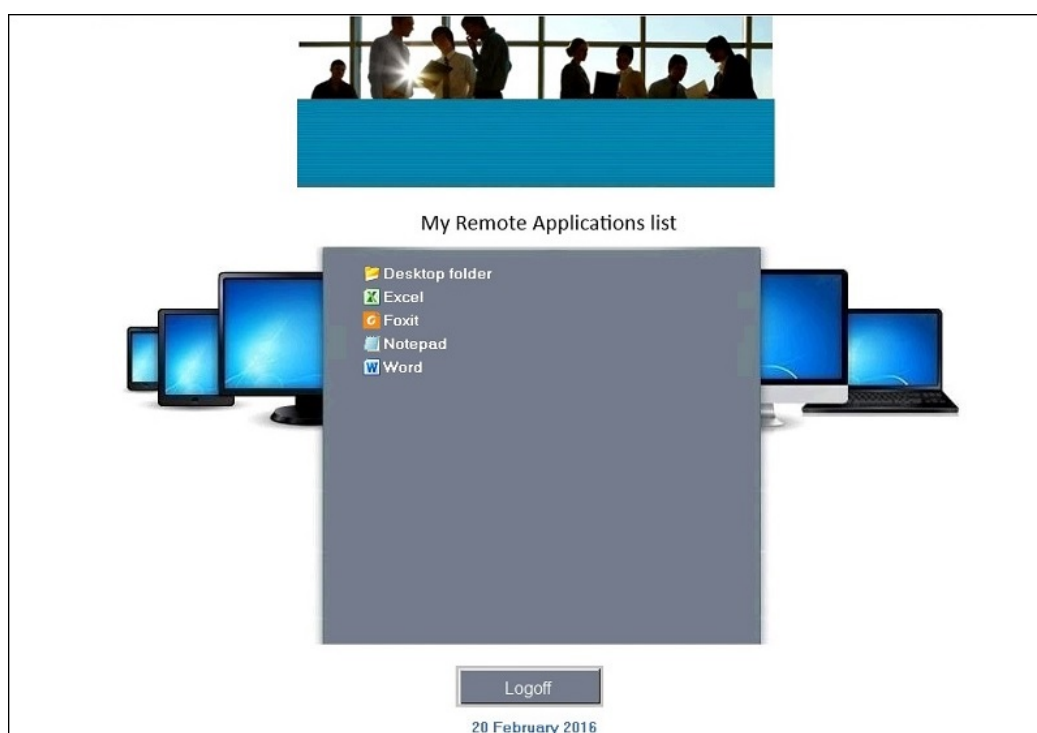 My Remote Applications list
Desktop folder
Excel
Foxit
Notepad
Word
Logoff
20 February 2016